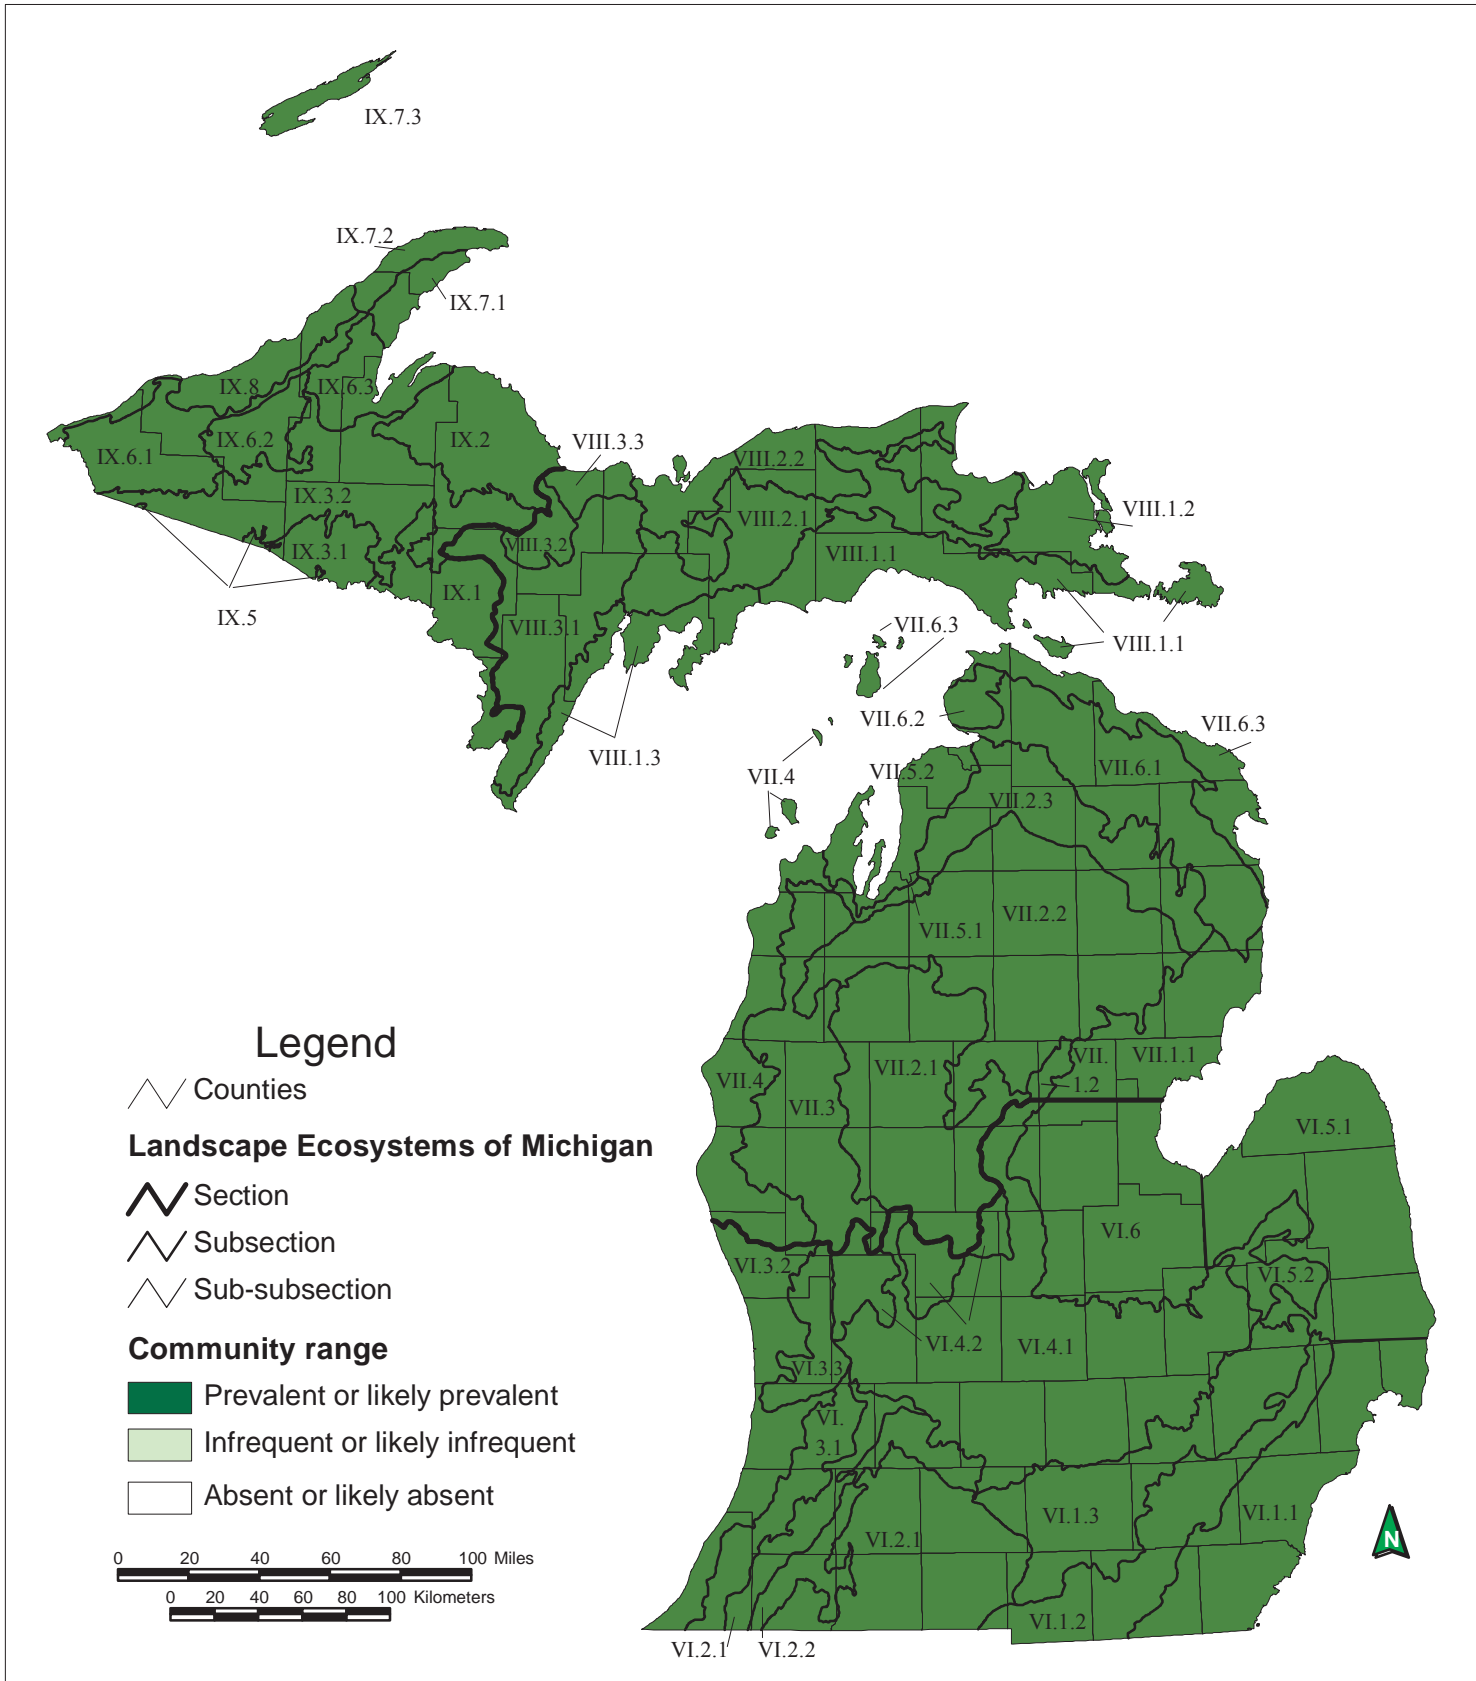 IX.7.3
IX.7.2
IX.7.1
IX.8
IX.6.3
IX.6.2
IX.2
IX.6.1
VIII.3.3
VIII.2.2
IX.3.2
VIII.2.1
VIII.1.2
IX.3.1
VIII.3.2
VIII.1.1
IX.1
IX.5
VIII.3.1
VII.6.3
VIII.1.1
VII.6.2
VII.6.3
VIII.1.3
VII.4
VII.5.2
VII.6.1
VII.2.3
VII.5.1
VII.2.2
VII.4
VII.3
VII.2.1
VII.
1.2
VII.1.1
VI.5.1
VI.6
VI.3.2
VI.5.2
VI.4.2
VI.4.1
VI.3.3
VI.
3.1
VI.2.1
VI.1.3
VI.1.1
VI.1.2
VI.2.1
VI.2.2
Legend
Counties
Landscape Ecosystems of Michigan
Section
Subsection
Sub-subsection
Community range
Prevalent or likely prevalent
Infrequent or likely infrequent
Absent or likely absent
0 20 40 60 80 100 Miles
0 20 40 60 80 100 Kilometers
N